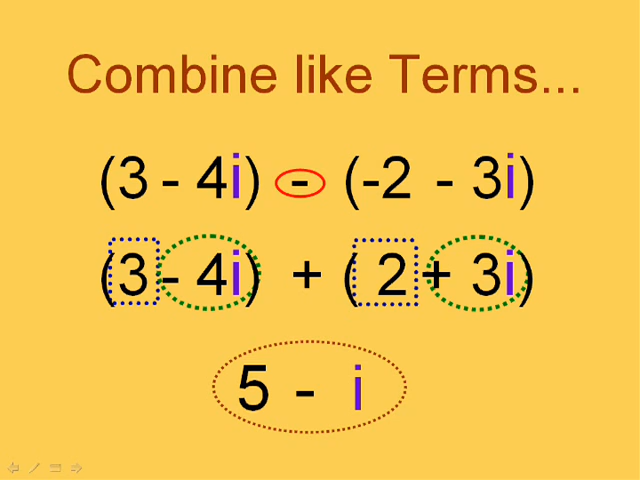 Combine like Terms...
(3 - 4i) - (-2 - 3i)
(3 - 4i) + ( 2 + 3i)
5 - i